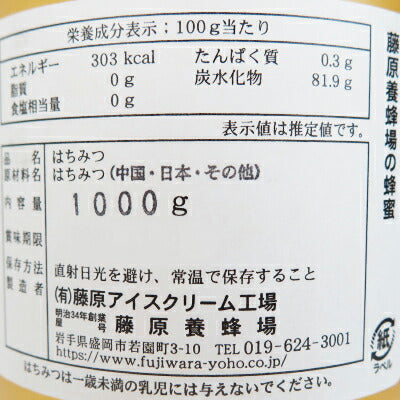 栄養成分表示:100g当たり
エネルギー 303 kcal たんぱく質 0.3 g
脂質 0 g 炭水化物 81.9 g
食塩相当量 0 g
表示値は推定値です。
品名 はちみつ
原材料名 はちみつ(中国・日本・その他)
内容量 1000g
賞味期限
保存方法 直射日光を避け、常温で保存すること
製造者 (有)藤原アイスクリーム工場
明治34年創業
屋号 藤原養蜂場
岩手県盛岡市若園町3-10 TEL 019-624-3001
https://www.fujiwara-yoho.co.jp/
はちみつは一歳未満の乳児には与えないでください。
藤原養蜂場の蜂蜜
紙
ラベル